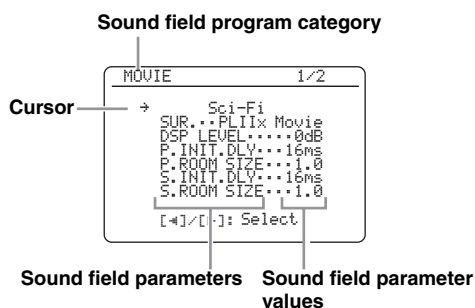 Sound field program category
MOVIE 1/2
Cursor
→ Sci-Fi
SUR.··PLIIx Movie
DSP LEVEL·····0dB
P.INIT.DLY···16ms
P.ROOM SIZE···1.0
S.INIT.DLY···16ms
S.ROOM SIZE···1.0
[◄]/[►]: Select
Sound field parameters
Sound field parameter
values